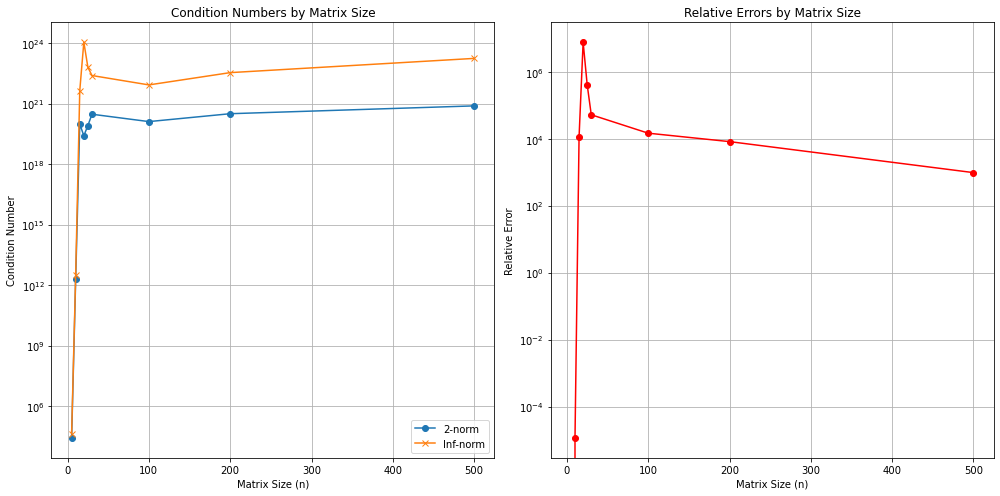 Condition Numbers by Matrix Size
10^24
10^21
10^18
10^15
10^12
10^9
10^6
Condition Number
2-norm
Inf-norm
0 100 200 300 400 500
Matrix Size (n)
Relative Errors by Matrix Size
10^6
10^4
10^2
10^0
10^−2
10^−4
Relative Error
0 100 200 300 400 500
Matrix Size (n)